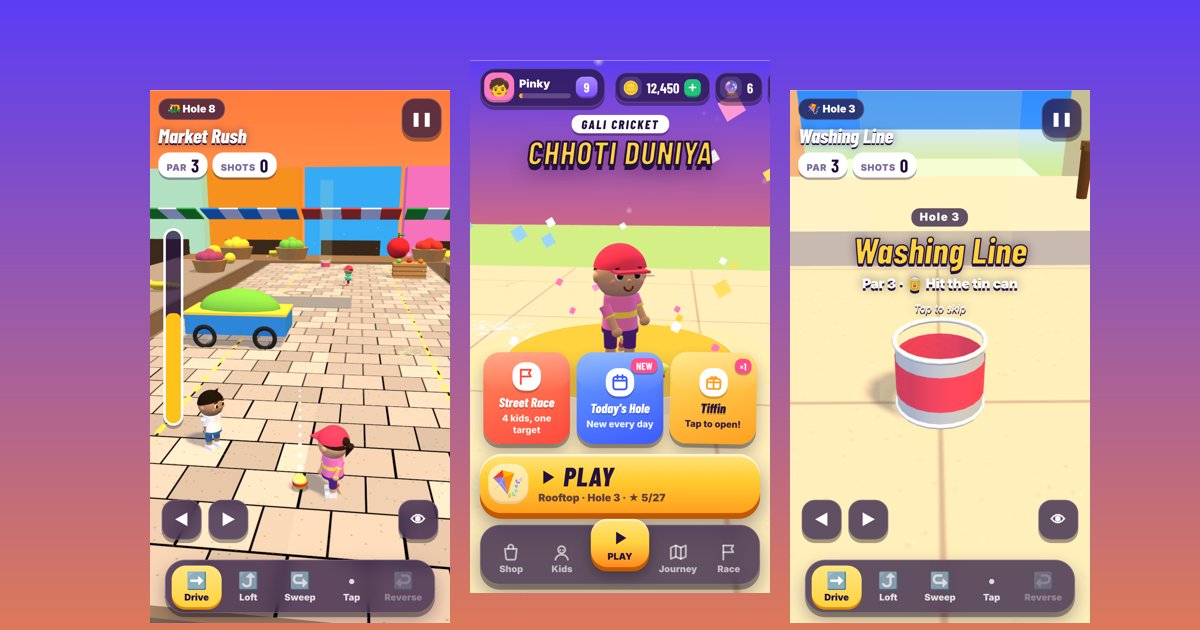 Hole 8
Market Rush
PAR 3
SHOTS 0
Drive
Loft
Sweep
Tap
Reverse
Pinky
9
12,450
6
GALI CRICKET
CHHOTI DUNIYA
Street Race
4 kids, one
target
NEW
Today's Hole
New every day
×1
Tiffin
Tap to open!
PLAY
Rooftop · Hole 3 · ★ 5/27
Shop
Kids
PLAY
Journey
Race
Hole 3
Washing Line
PAR 3
SHOTS 0
Hole 3
Washing Line
Par 3 · Hit the tin can
Tap to skip
Drive
Loft
Sweep
Tap
Reverse